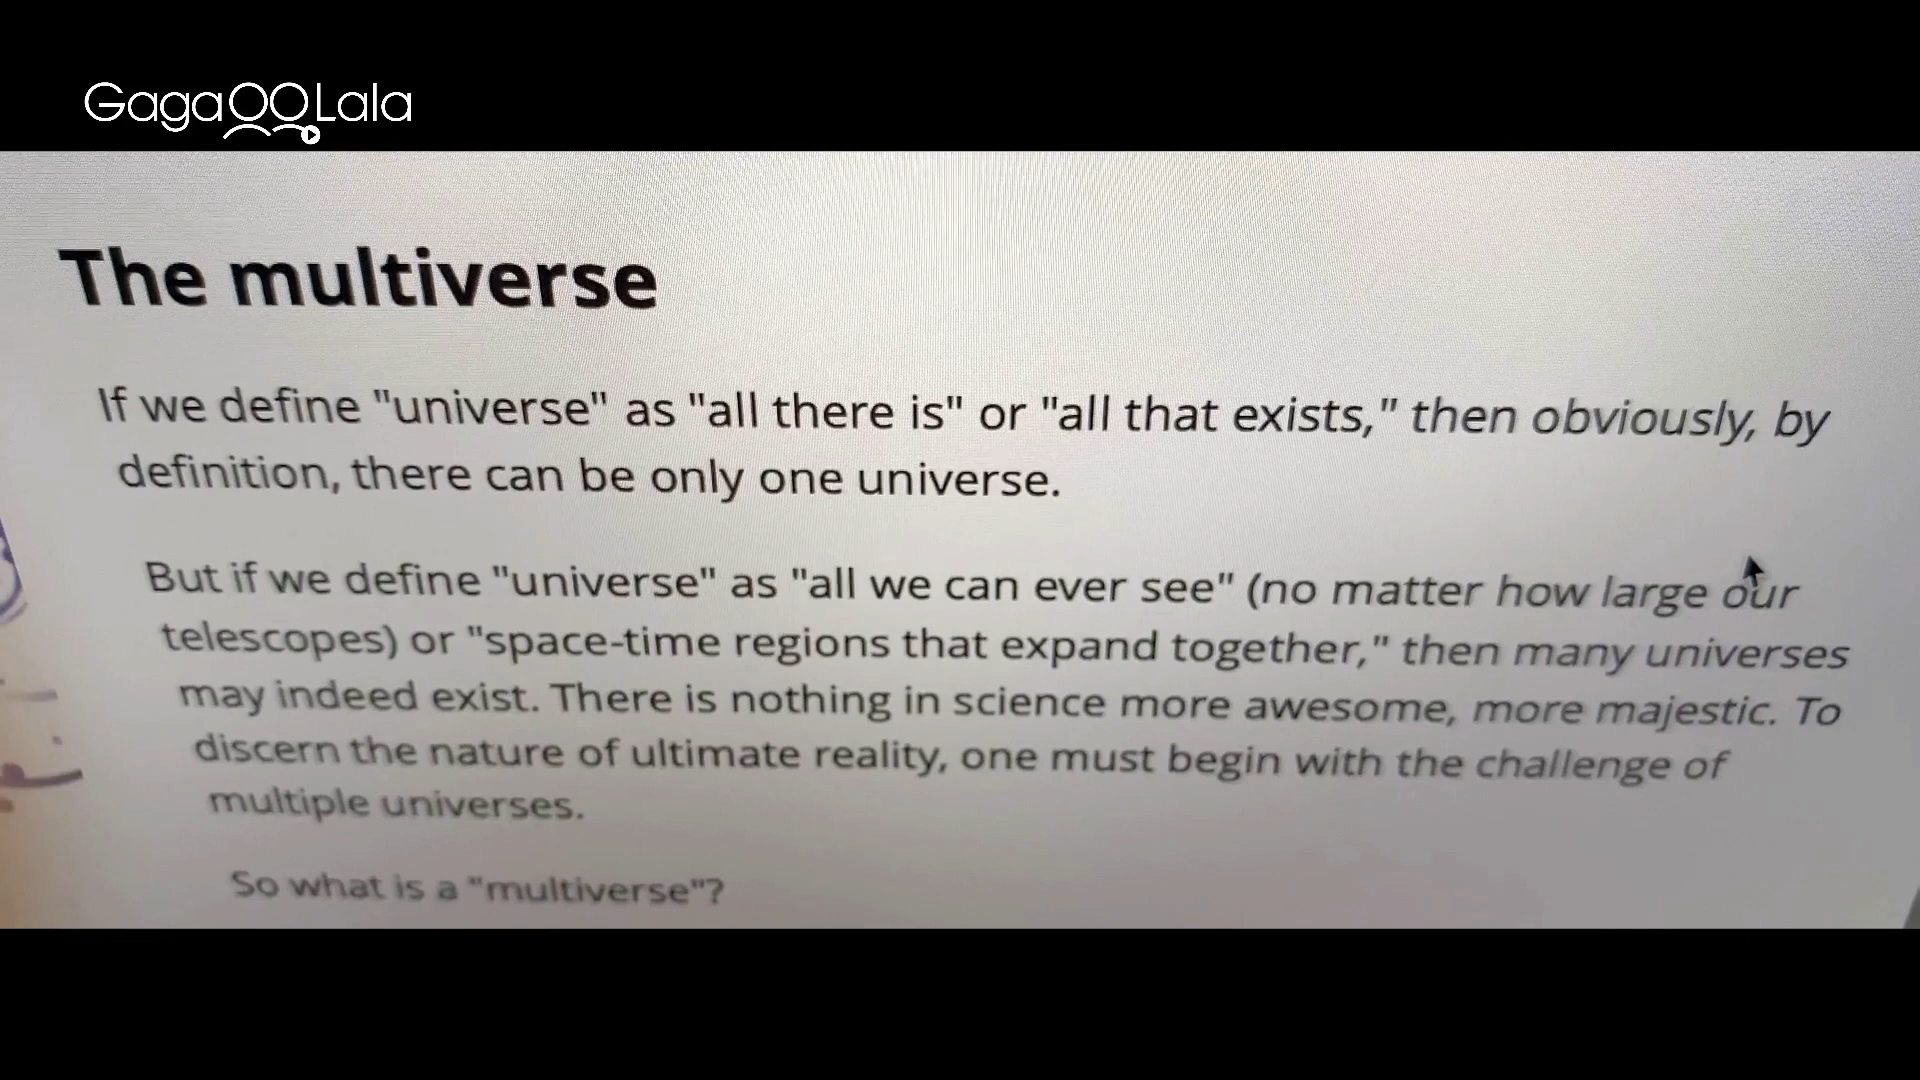 GagaOOLala
The multiverse
If we define "universe" as "all there is" or "all that exists," then obviously, by
definition, there can be only one universe.
But if we define "universe" as "all we can ever see" (no matter how large our
telescopes) or "space-time regions that expand together," then many universes
may indeed exist. There is nothing in science more awesome, more majestic. To
discern the nature of ultimate reality, one must begin with the challenge of
multiple universes.
So what is a "multiverse"?